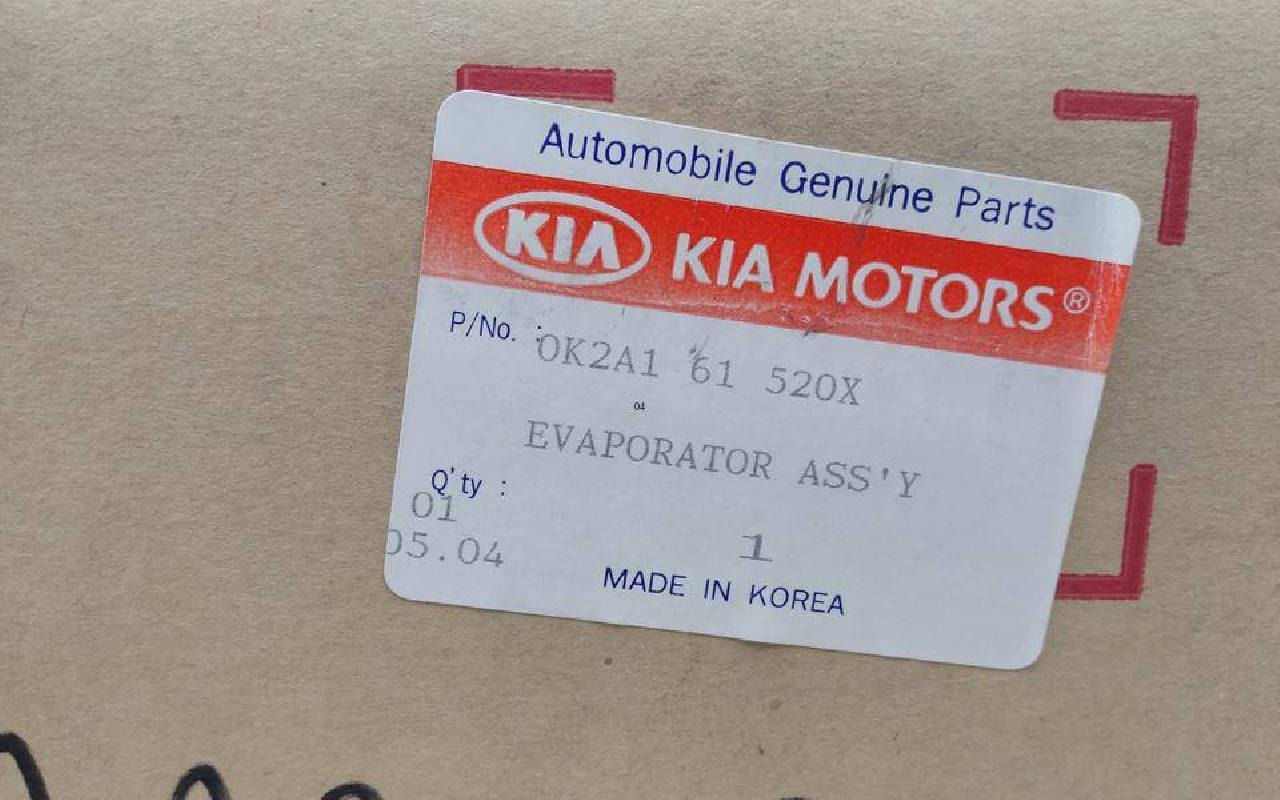 Automobile Genuine Parts
KIA KIA MOTORS®
P/No. :
OK2A1 61 520X
04
EVAPORATOR ASS'Y
Q'ty :
01
05.04 1
MADE IN KOREA